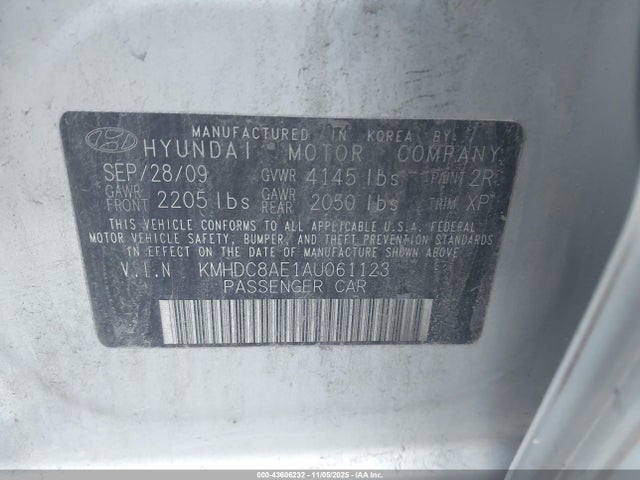 MANUFACTURED IN KOREA BY
HYUNDAI MOTOR COMPANY
SEP/28/09 GVWR 4145 lbs PAINT 2R
GAWR FRONT 2205 lbs GAWR REAR 2050 lbs TRIM XP
THIS VEHICLE CONFORMS TO ALL APPLICABLE U.S.A. FEDERAL
MOTOR VEHICLE SAFETY, BUMPER, AND THEFT PREVENTION STANDARDS
IN EFFECT ON THE DATE OF MANUFACTURE SHOWN ABOVE.
V.I.N KMHDC8AE1AU061123
PASSENGER CAR
000-43606232 - 11/05/2025 - IAA Inc.